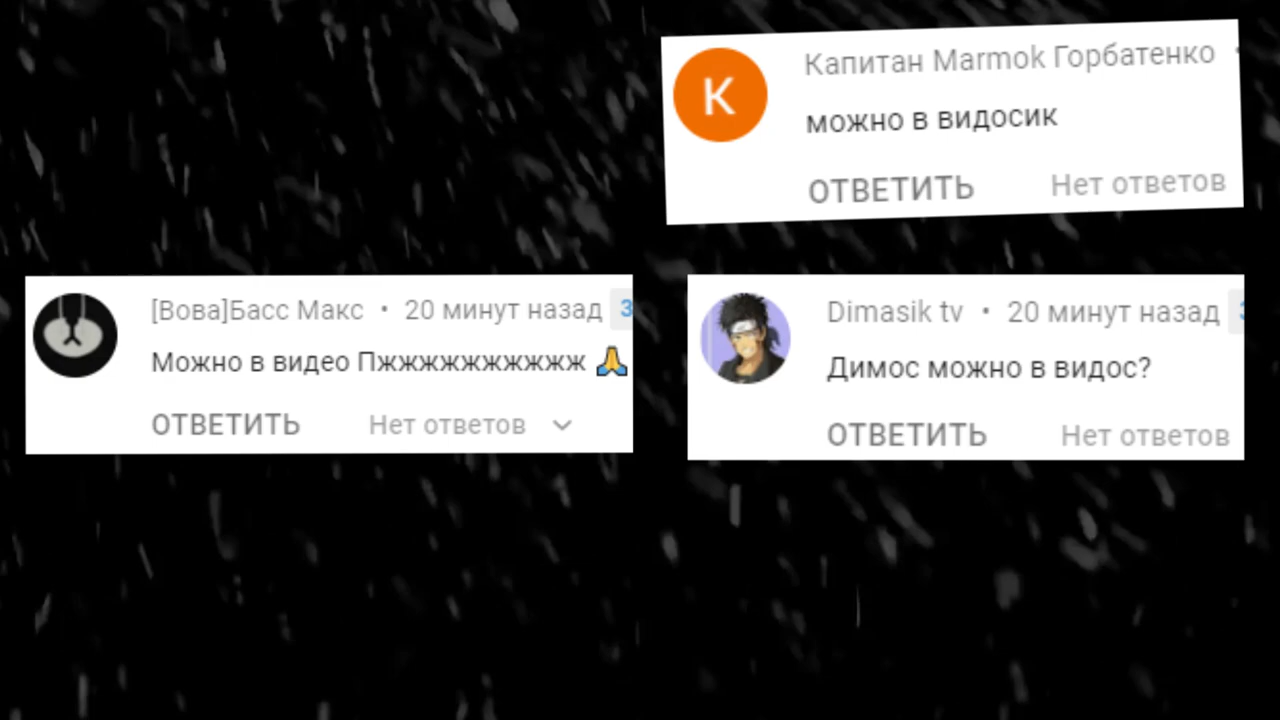 К
Капитан Marmok Горбатенко
можно в видосик
ОТВЕТИТЬ Нет ответов
[Вова]Басс Макс • 20 минут назад
Можно в видео Пжжжжжжжжжж 🙏
ОТВЕТИТЬ Нет ответов
Dimasik tv • 20 минут назад
Димос можно в видос?
ОТВЕТИТЬ Нет ответов